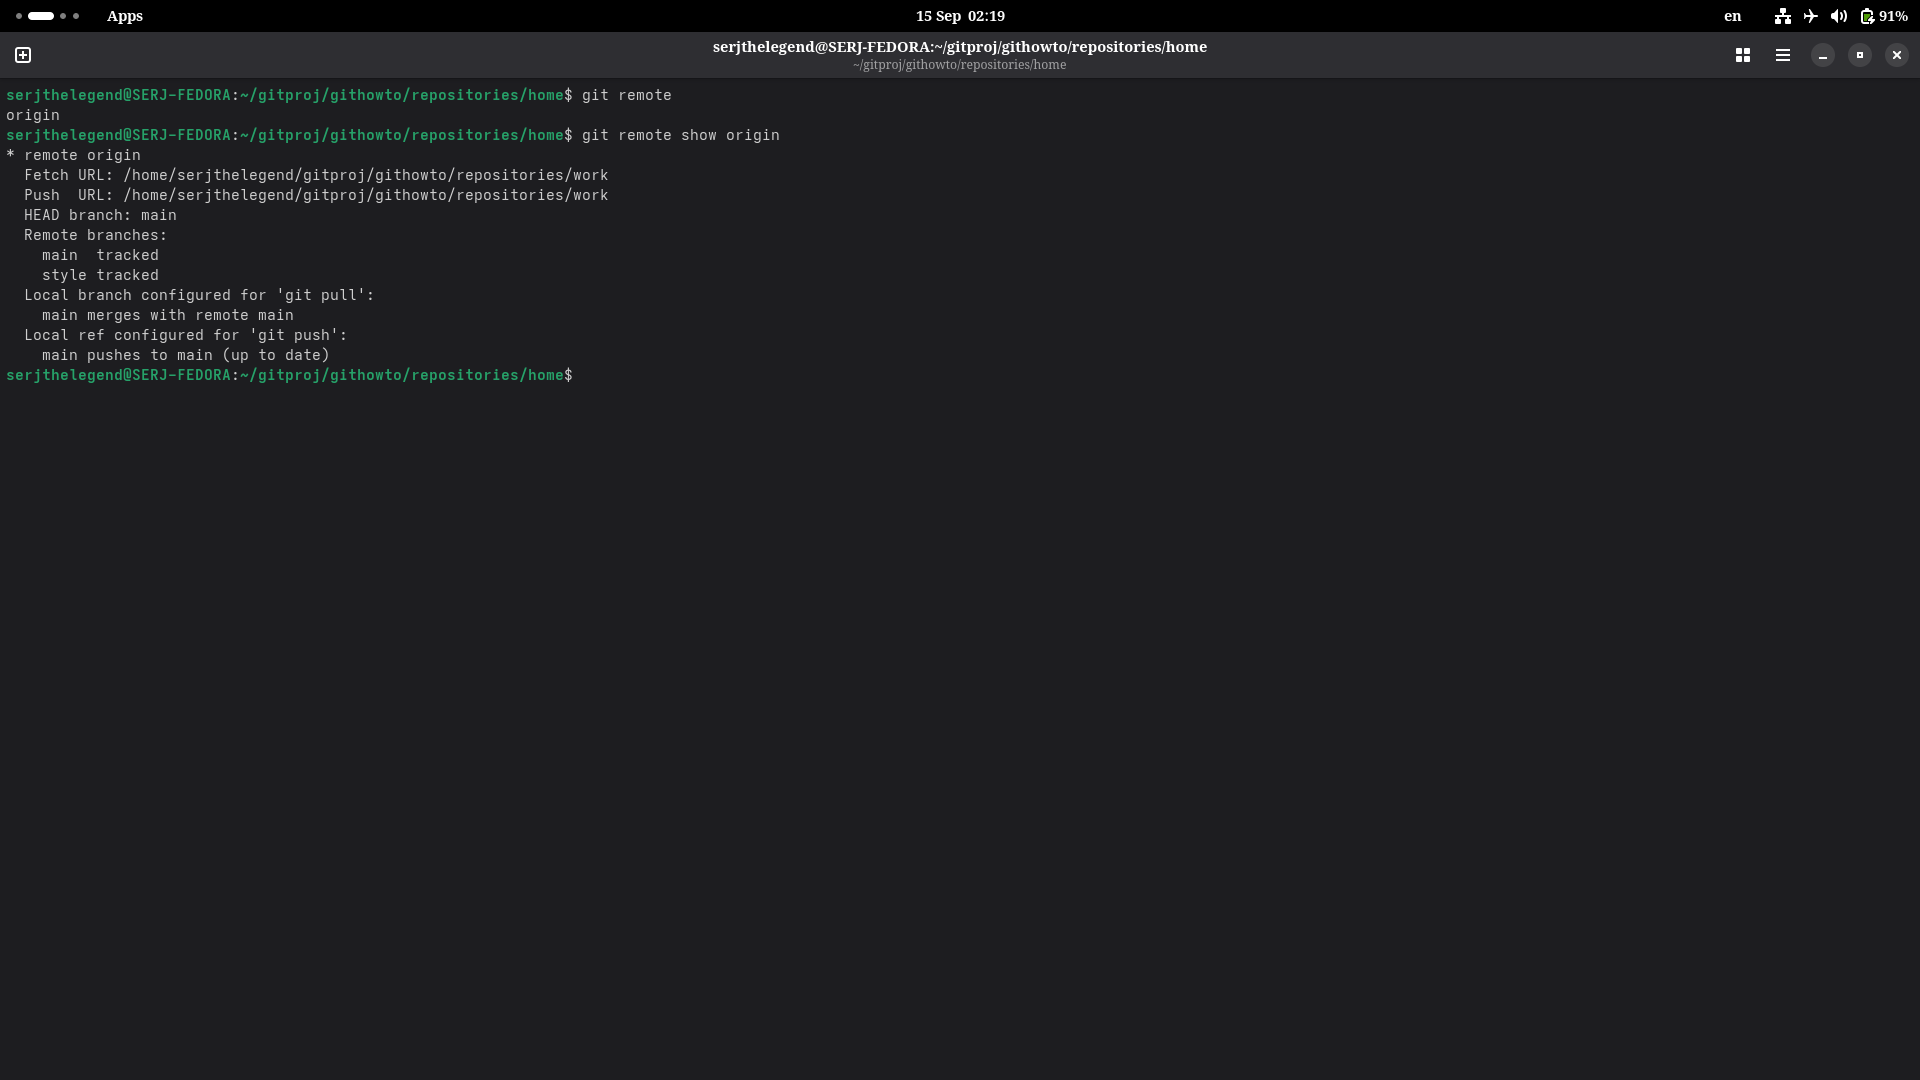 Apps 15 Sep 02:19 en 91%
serjthelegend@SERJ-FEDORA:~/gitproj/githowto/repositories/home
~/gitproj/githowto/repositories/home
serjthelegend@SERJ-FEDORA:~/gitproj/githowto/repositories/home$ git remote
origin
serjthelegend@SERJ-FEDORA:~/gitproj/githowto/repositories/home$ git remote show origin
* remote origin
  Fetch URL: /home/serjthelegend/gitproj/githowto/repositories/work
  Push  URL: /home/serjthelegend/gitproj/githowto/repositories/work
  HEAD branch: main
  Remote branches:
    main  tracked
    style tracked
  Local branch configured for 'git pull':
    main merges with remote main
  Local ref configured for 'git push':
    main pushes to main (up to date)
serjthelegend@SERJ-FEDORA:~/gitproj/githowto/repositories/home$